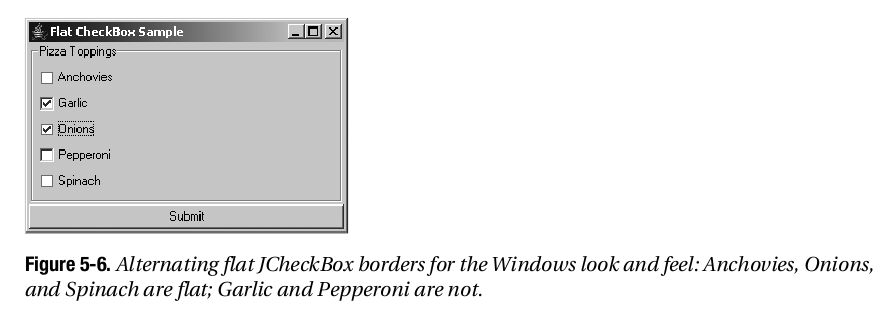 Flat CheckBox Sample
Pizza Toppings
Anchovies
Garlic
Onions
Pepperoni
Spinach
Submit
Figure 5-6. Alternating flat JCheckBox borders for the Windows look and feel: Anchovies, Onions,
and Spinach are flat; Garlic and Pepperoni are not.